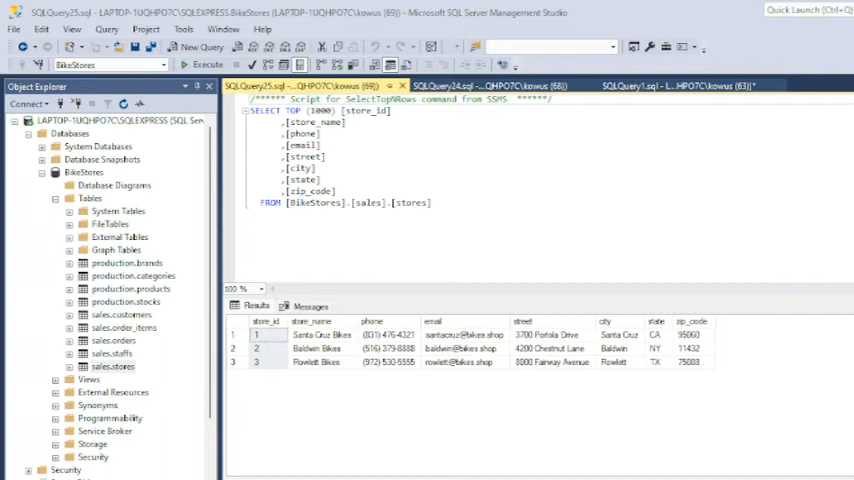 SQLQuery25.sql - LAPTOP-1UQHPO7C\SQLEXPRESS.BikeStores (LAPTOP-1UQHPO7C\kowus (69)) - Microsoft SQL Server Management Studio
Quick Launch (Ctrl+Q)
File Edit View Query Project Tools Window Help
New Query
BikeStores
Execute
Object Explorer
SQLQuery25.sql -...QHPO7C\kowus (69))
SQLQuery24.sql -...QHPO7C\kowus (68))
SQLQuery1.sql - L...HPO7C\kowus (63))*
Connect
LAPTOP-1UQHPO7C\SQLEXPRESS (SQL Serv
Databases
System Databases
Database Snapshots
BikeStores
Database Diagrams
Tables
System Tables
FileTables
External Tables
Graph Tables
production.brands
production.categories
production.products
production.stocks
sales.customers
sales.order_items
sales.orders
sales.staffs
sales.stores
Views
External Resources
Synonyms
Programmability
Service Broker
Storage
Security
Security
/****** Script for SelectTopNRows command from SSMS  ******/
SELECT TOP (1000) [store_id]
,[store_name]
,[phone]
,[email]
,[street]
,[city]
,[state]
,[zip_code]
FROM [BikeStores].[sales].[stores]
100 %
Results Messages
store_id store_name phone email street city state zip_code
1 1 Santa Cruz Bikes (831) 476-4321 santacruz@bikes.shop 3700 Portola Drive Santa Cruz CA 95060
2 2 Baldwin Bikes (516) 379-8888 baldwin@bikes.shop 4200 Chestnut Lane Baldwin NY 11432
3 3 Rowlett Bikes (972) 530-5555 rowlett@bikes.shop 8000 Fairway Avenue Rowlett TX 75088